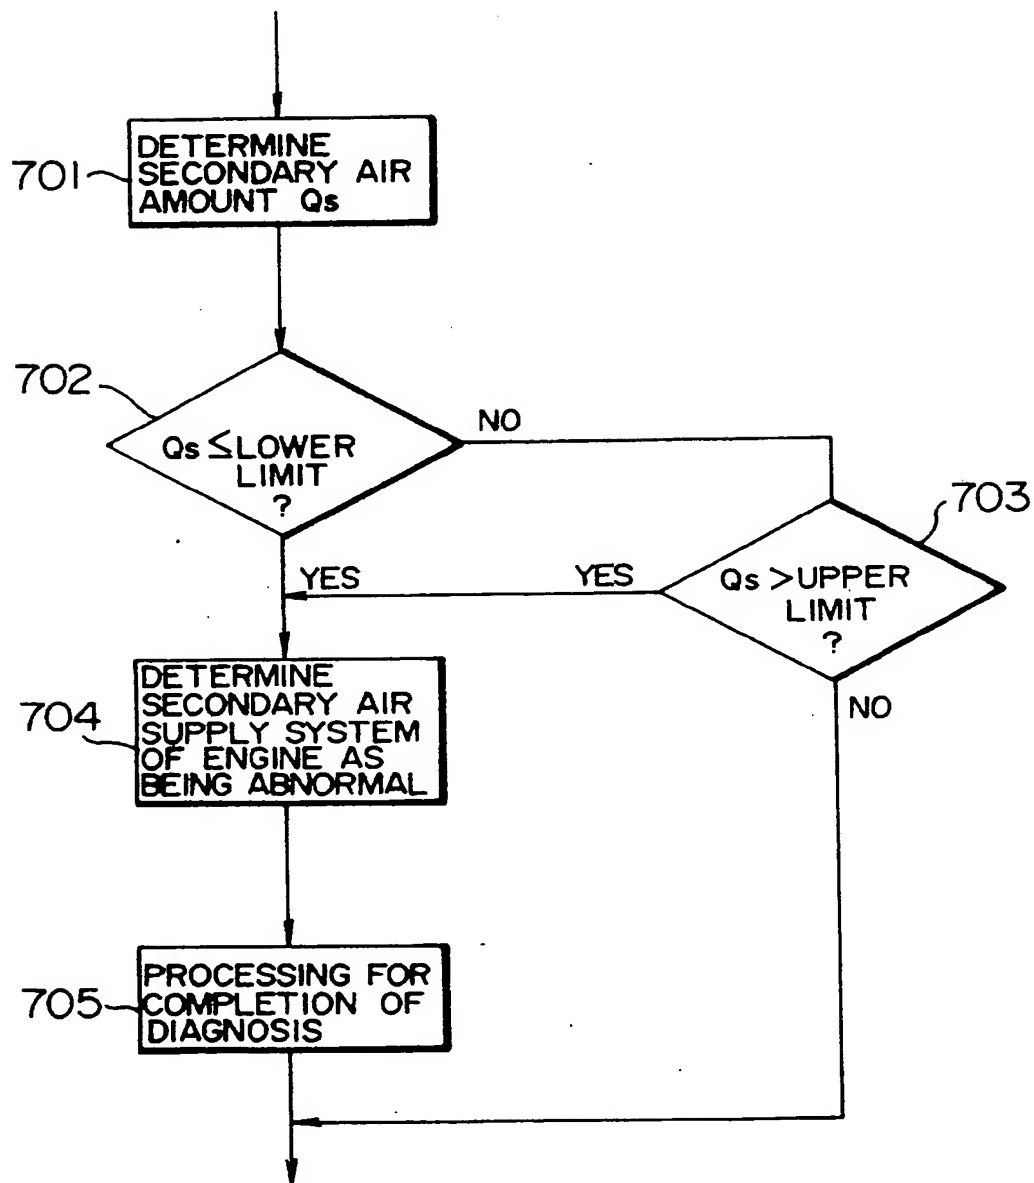 701
DETERMINE
SECONDARY AIR
AMOUNT Qs
702
Qs ≤ LOWER
LIMIT
?
NO
703
Qs > UPPER
LIMIT
?
YES
YES
NO
704
DETERMINE
SECONDARY AIR
SUPPLY SYSTEM
OF ENGINE AS
BEING ABNORMAL
705
PROCESSING FOR
COMPLETION OF
DIAGNOSIS